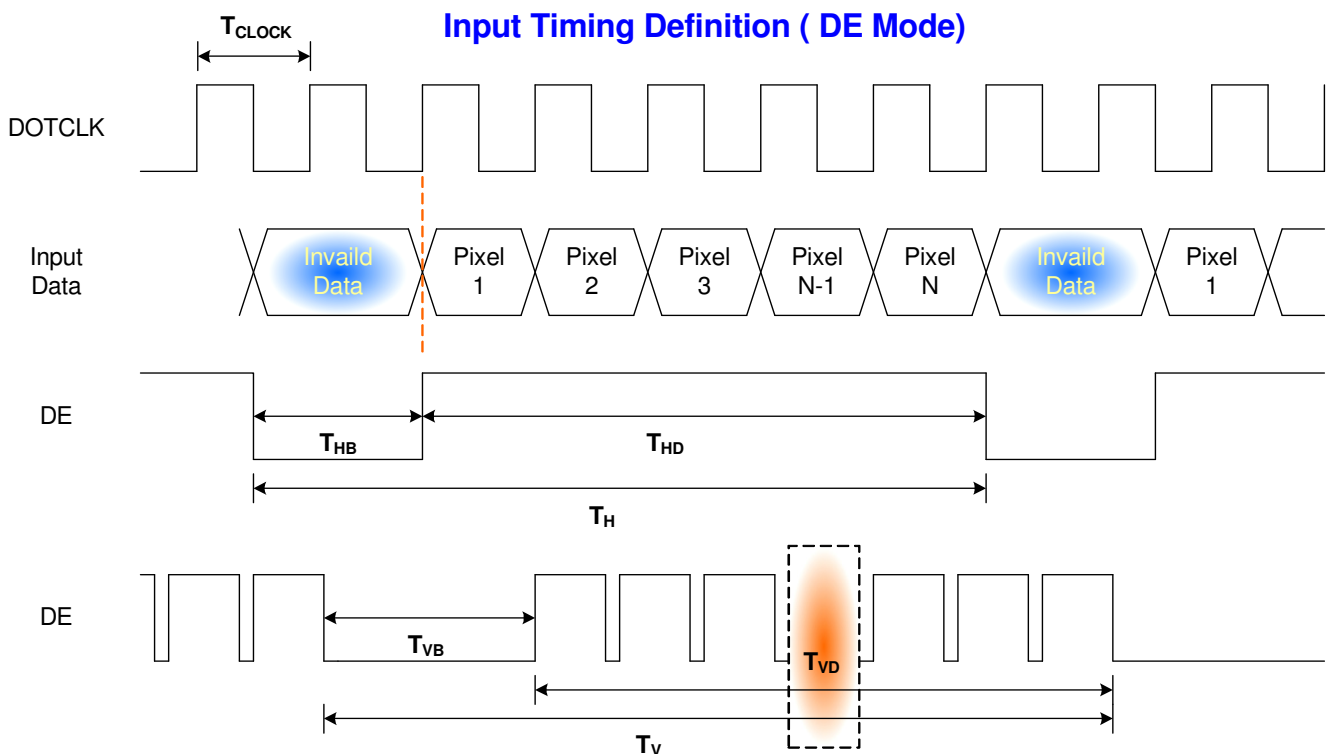 Input Timing Definition ( DE Mode)
TCLOCK
DOTCLK
Input
Data
Invaild
Data
Pixel
1
Pixel
2
Pixel
3
Pixel
N-1
Pixel
N
Invaild
Data
Pixel
1
DE
THB
THD
TH
DE
TVB
TVD
TV